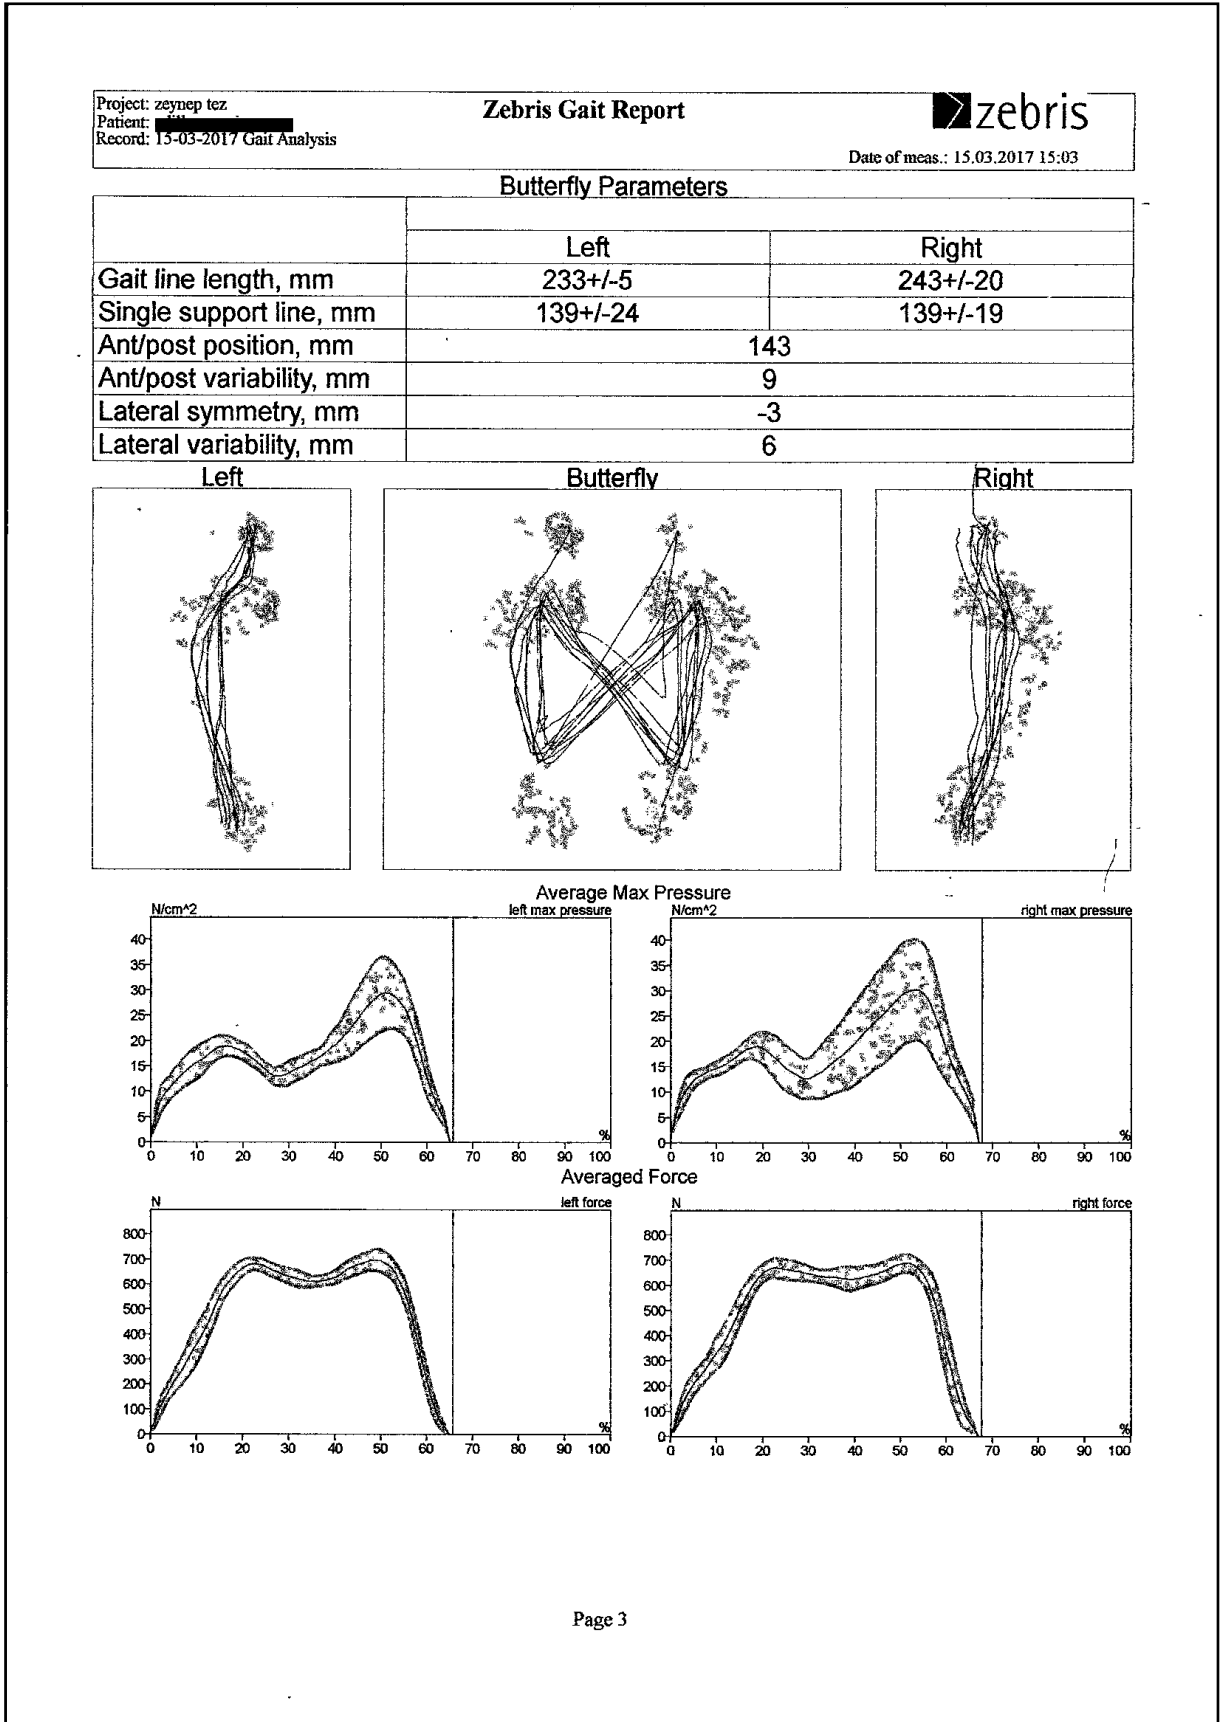 Project: zeynep tez
Patient:
Record: 15-03-2017 Gait Analysis
Zebris Gait Report
zebris
Date of meas.: 15.03.2017 15:03
Butterfly Parameters
Left Right
Gait line length, mm 233+/-5 243+/-20
Single support line, mm 139+/-24 139+/-19
Ant/post position, mm 143
Ant/post variability, mm 9
Lateral symmetry, mm -3
Lateral variability, mm 6
Left Butterfly Right
Average Max Pressure
N/cm^2 left max pressure
40
35
30
25
20
15
10
5
0
%
0 10 20 30 40 50 60 70 80 90 100
N/cm^2 right max pressure
40
35
30
25
20
15
10
5
0
%
0 10 20 30 40 50 60 70 80 90 100
Averaged Force
N left force
800
700
600
500
400
300
200
100
0
%
0 10 20 30 40 50 60 70 80 90 100
N right force
800
700
600
500
400
300
200
100
0
%
0 10 20 30 40 50 60 70 80 90 100
Page 3